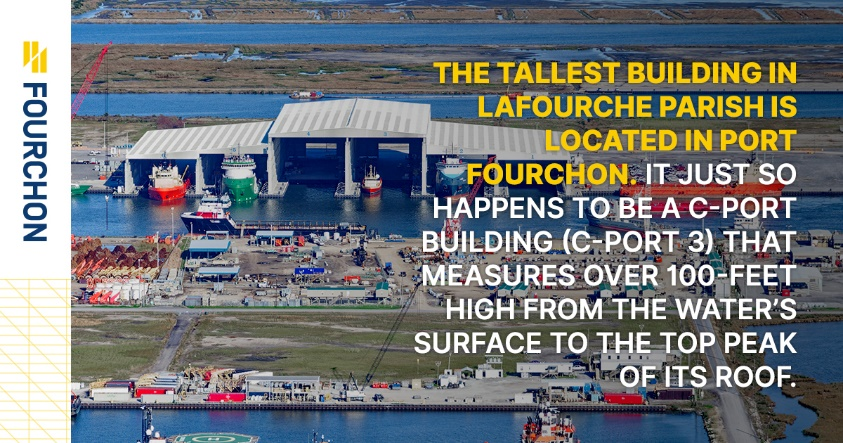 FOURCHON
THE TALLEST BUILDING IN
LAFOURCHE PARISH IS
LOCATED IN PORT
FOURCHON. IT JUST SO
HAPPENS TO BE A C-PORT
BUILDING (C-PORT 3) THAT
MEASURES OVER 100-FEET
HIGH FROM THE WATER'S
SURFACE TO THE TOP PEAK
OF ITS ROOF.